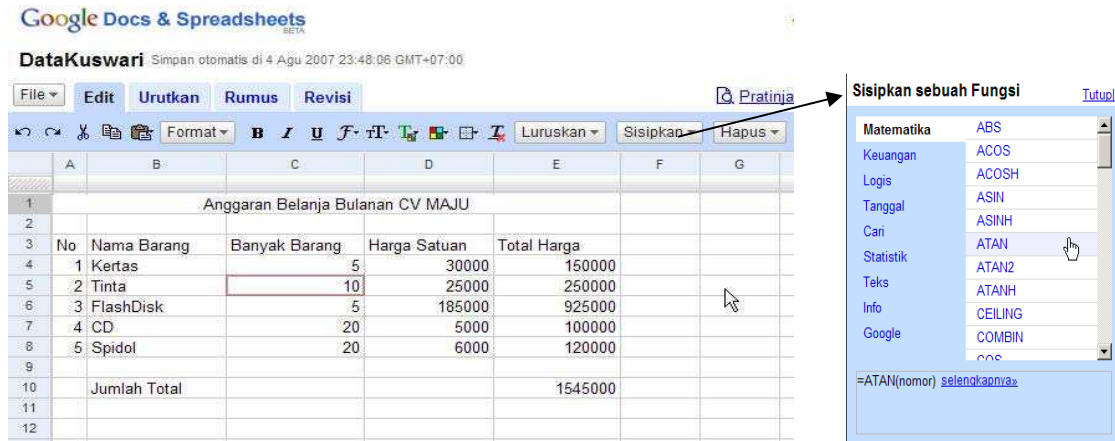 Google Docs & Spreadsheets
BETA
DataKuswari Simpan otomatis di 4 Agu 2007 23:48:06 GMT+07:00
File Edit Urutkan Rumus Revisi Pratinja
Format B I U F T T T Luruskan Sisipkan Hapus
A B C D E F G
1 Anggaran Belanja Bulanan CV MAJU
2
3 No Nama Barang Banyak Barang Harga Satuan Total Harga
4 1 Kertas 5 30000 150000
5 2 Tinta 10 25000 250000
6 3 FlashDisk 5 185000 925000
7 4 CD 20 5000 100000
8 5 Spidol 20 6000 120000
9
10 Jumlah Total 1545000
11
12
Sisipkan sebuah Fungsi Tutup
Matematika
Keuangan
Logis
Tanggal
Cari
Statistik
Teks
Info
Google
ABS
ACOS
ACOSH
ASIN
ASINH
ATAN
ATAN2
ATANH
CEILING
COMBIN
COS
=ATAN(nomor) selengkapnya»